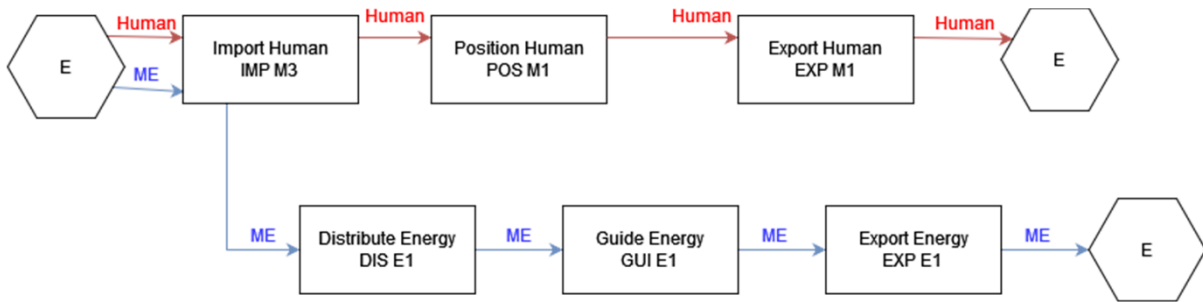 E
Human
ME
Import Human
IMP M3
Human
Position Human
POS M1
Human
Export Human
EXP M1
Human
E
ME
Distribute Energy
DIS E1
ME
Guide Energy
GUI E1
ME
Export Energy
EXP E1
ME
E